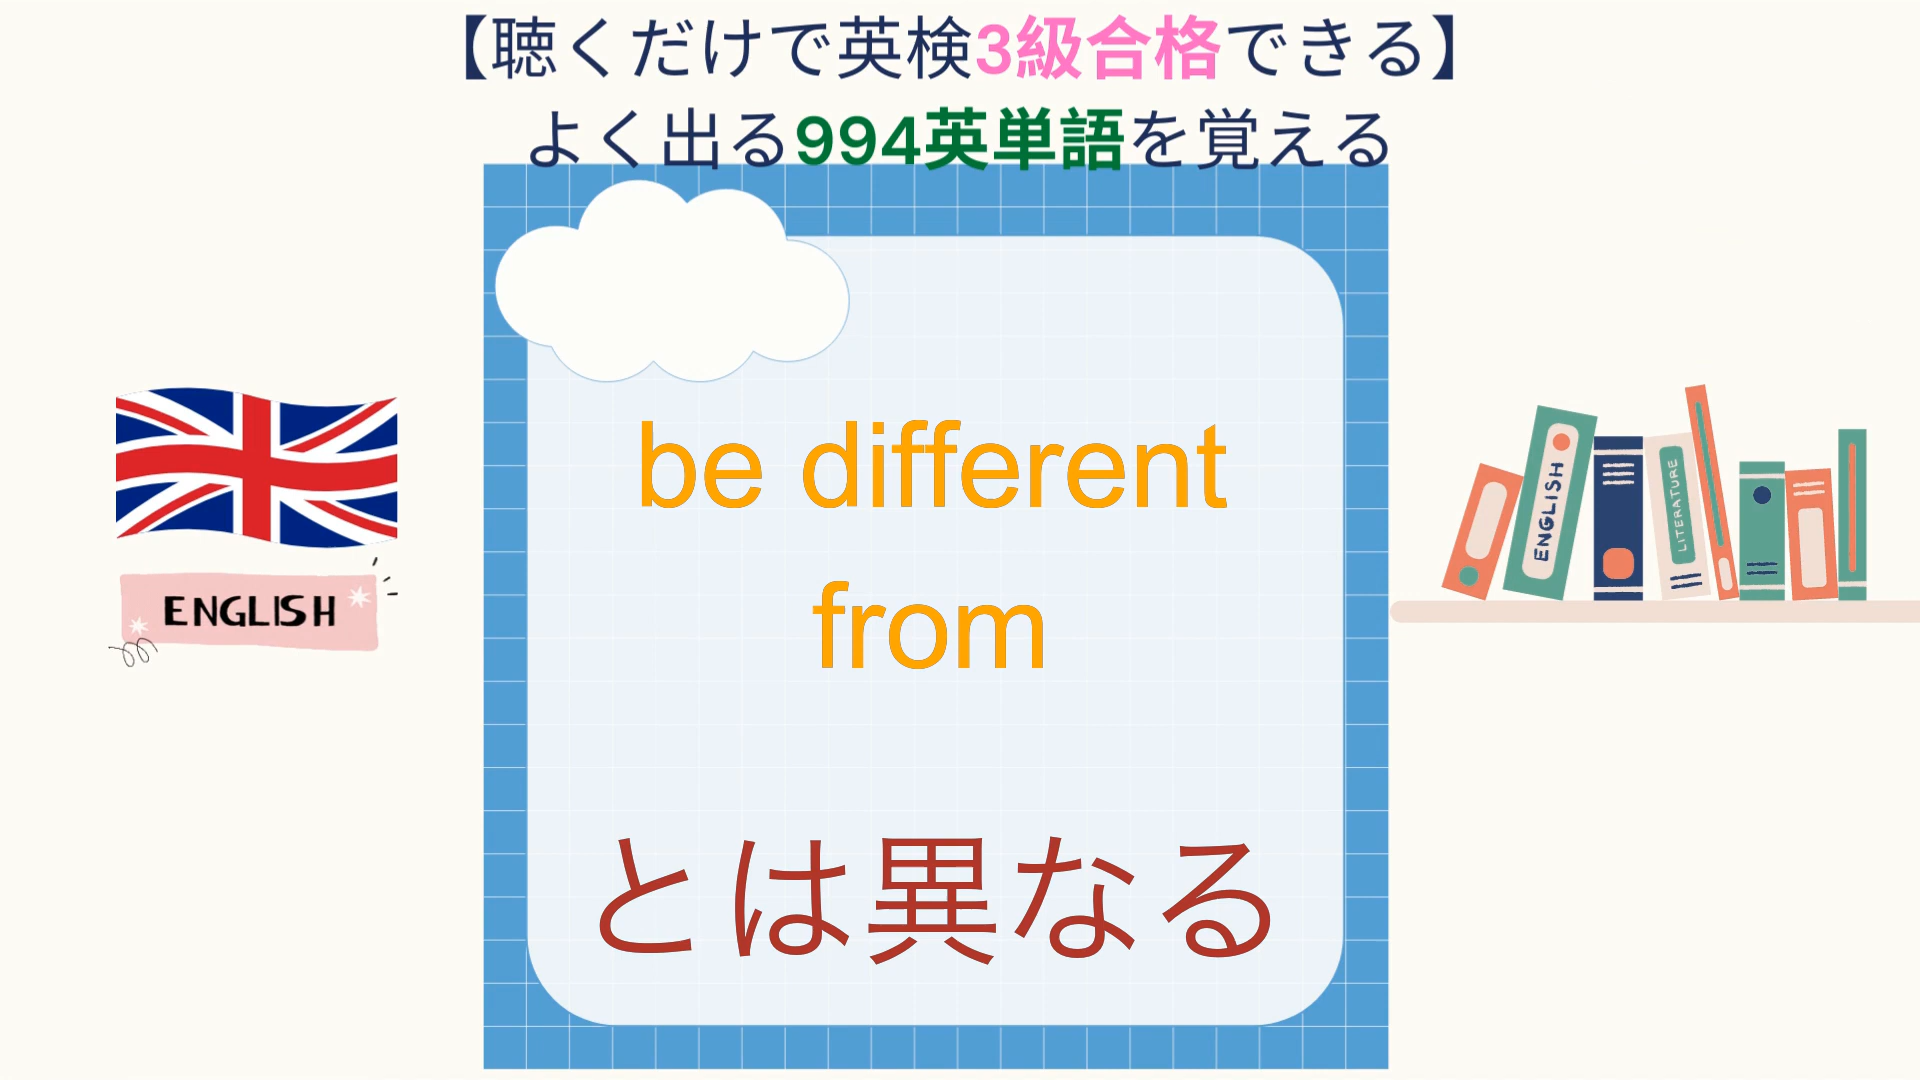 【聴くだけで英検3級合格できる】
よく出る994英単語を覚える
be different
from
とは異なる
ENGLISH
ENGLISH
LITERATURE